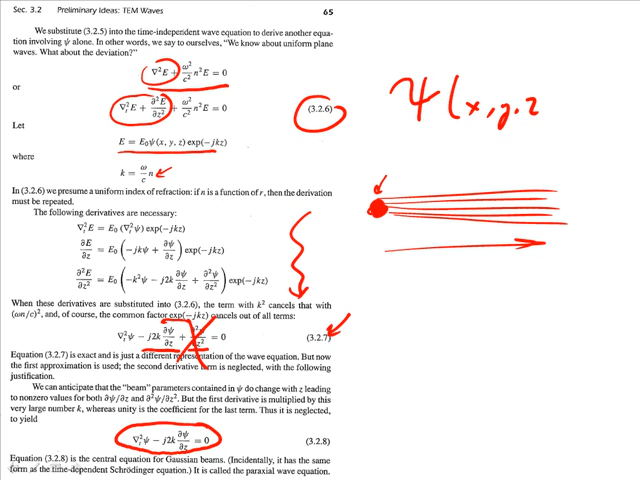 Sec. 3.2 Preliminary Ideas: TEM Waves 65
We substitute (3.2.5) into the time-independent wave equation to derive another equa-
tion involving ψ alone. In other words, we say to ourselves, "We know about uniform plane
waves. What about the deviation?"
∇²E + ω²/c² n²E = 0
or
∇ₜ²E + ∂²E/∂z² + ω²/c² n²E = 0 (3.2.6)
Let
E = E₀ψ(x, y, z) exp(−jkz)
where
k = ω/c n
In (3.2.6) we presume a uniform index of refraction: if n is a function of r, then the derivation
must be repeated.
The following derivatives are necessary:
∇ₜ²E = E₀ (∇ₜ²ψ) exp(−jkz)
∂E/∂z = E₀ (−jkψ + ∂ψ/∂z) exp(−jkz)
∂²E/∂z² = E₀ (−k²ψ − j2k ∂ψ/∂z + ∂²ψ/∂z²) exp(−jkz)
When these derivatives are substituted into (3.2.6), the term with k² cancels that with
(ωn/c)², and, of course, the common factor exp(−jkz) cancels out of all terms:
∇ₜ²ψ − j2k ∂ψ/∂z + ∂²ψ/∂z² = 0 (3.2.7)
Equation (3.2.7) is exact and is just a different representation of the wave equation. But now
the first approximation is used; the second derivative term is neglected, with the following
justification.
We can anticipate that the "beam" parameters contained in ψ do change with z leading
to nonzero values for both ∂ψ/∂z and ∂²ψ/∂z². But the first derivative is multiplied by this
very large number k, whereas unity is the coefficient for the last term. Thus it is neglected,
to yield
∇ₜ²ψ − j2k ∂ψ/∂z = 0 (3.2.8)
Equation (3.2.8) is the central equation for Gaussian beams. (Incidentally, it has the same
form as the time-dependent Schrödinger equation.) It is called the paraxial wave equation.
ψ(x, y, z